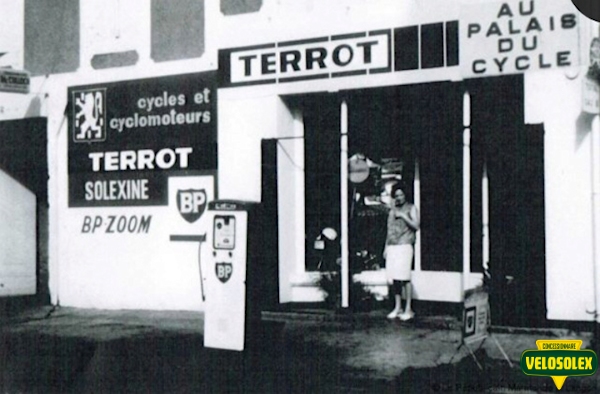 AU
PALAIS
DU
CYCLE
TERROT
cycles et
cyclomoteurs
TERROT
SOLEXINE
BP
BP-ZOOM
BP
CONCESSIONNAIRE
VELOSOLEX